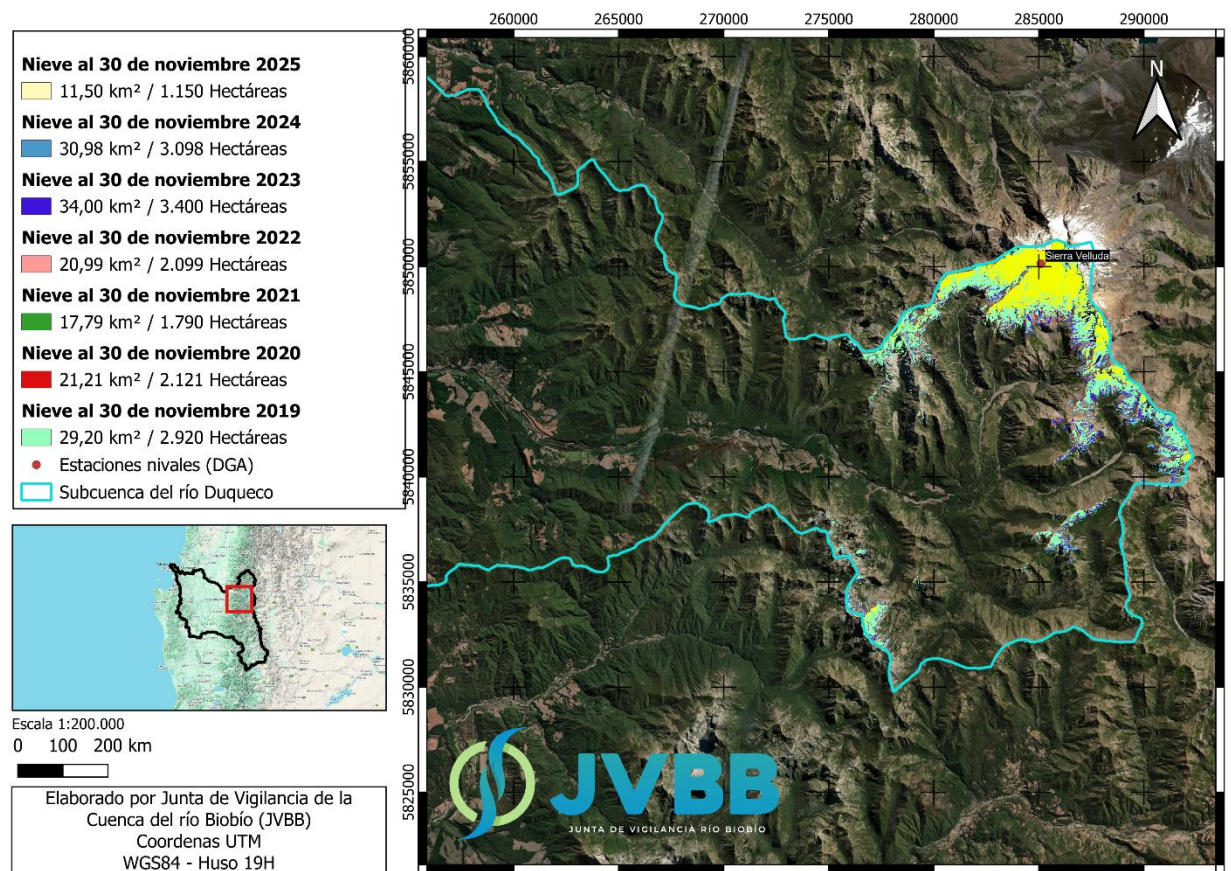 260000 265000 270000 275000 280000 285000 290000
Nieve al 30 de noviembre 2025
11,50 km² / 1.150 Hectáreas
Nieve al 30 de noviembre 2024
30,98 km² / 3.098 Hectáreas
Nieve al 30 de noviembre 2023
34,00 km² / 3.400 Hectáreas
Nieve al 30 de noviembre 2022
20,99 km² / 2.099 Hectáreas
Nieve al 30 de noviembre 2021
17,79 km² / 1.790 Hectáreas
Nieve al 30 de noviembre 2020
21,21 km² / 2.121 Hectáreas
Nieve al 30 de noviembre 2019
29,20 km² / 2.920 Hectáreas
Estaciones nivales (DGA)
Subcuenca del río Duqueco
Escala 1:200.000
0 100 200 km
Elaborado por Junta de Vigilancia de la
Cuenca del río Biobío (JVBB)
Coordenas UTM
WGS84 - Huso 19H
5860000
5855000
5850000
5845000
5840000
5835000
5830000
5825000
N
Sierra Velluda
JVBB
JUNTA DE VIGILANCIA RÍO BIOBÍO